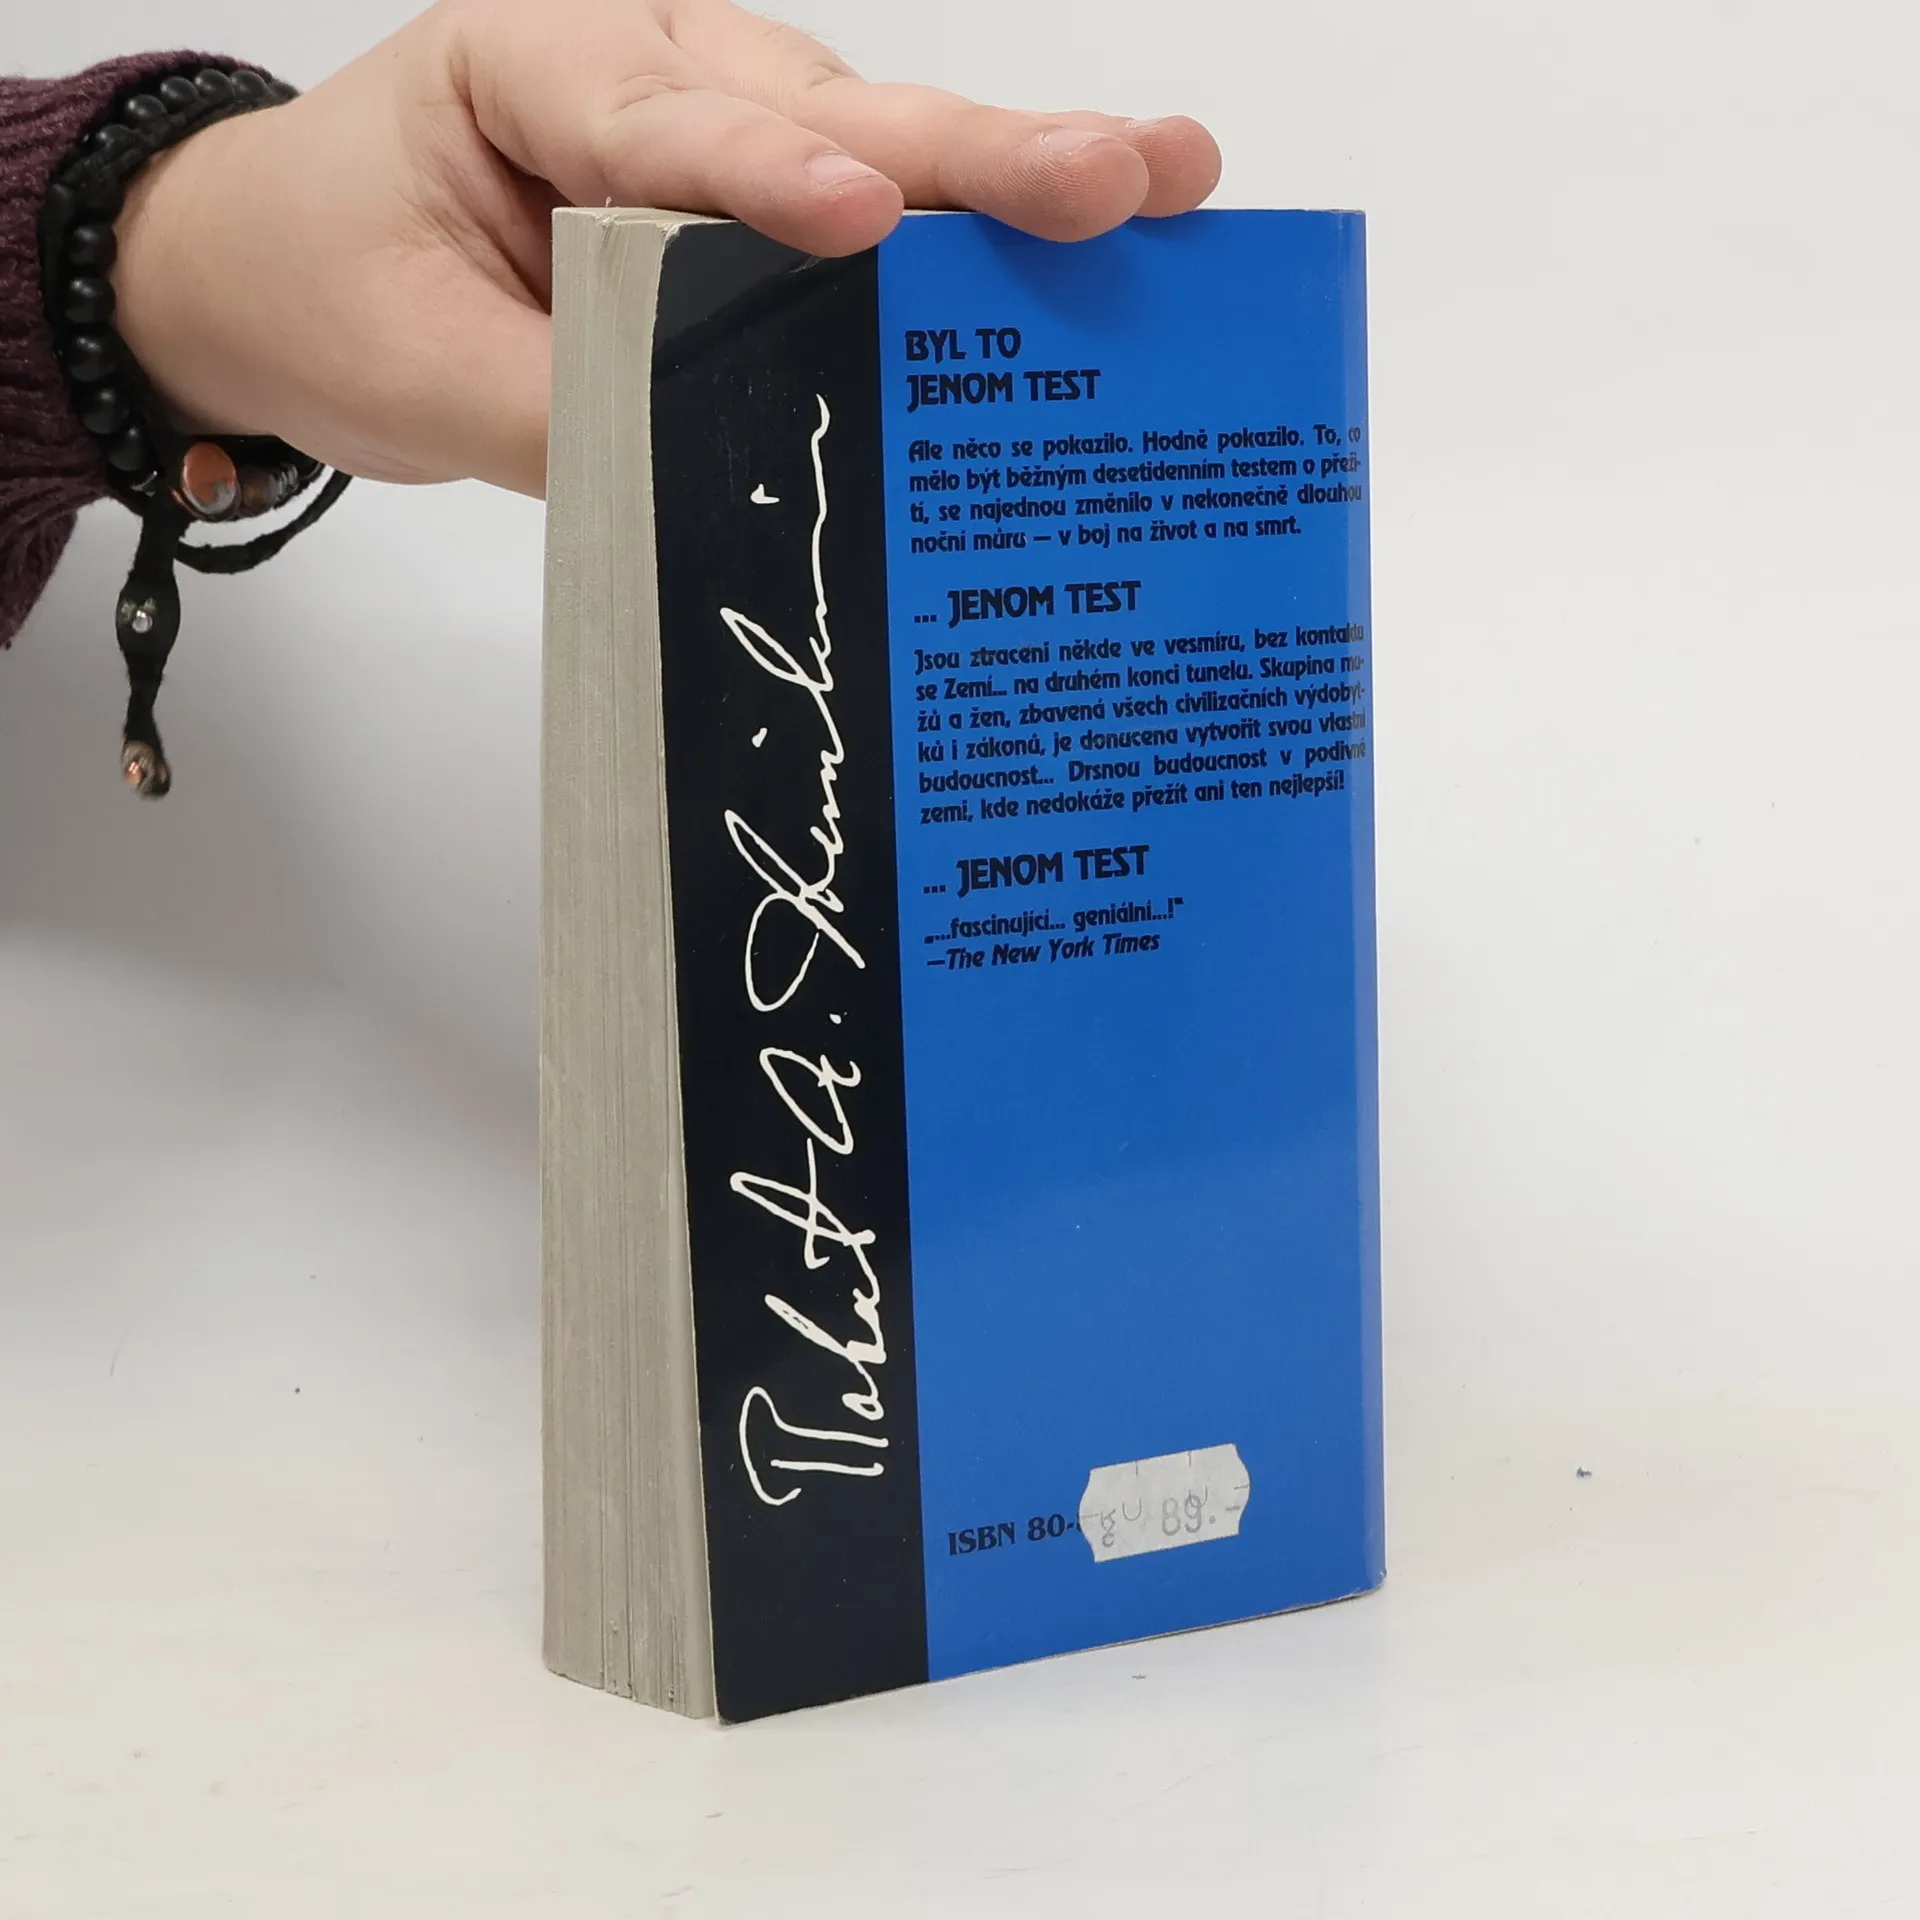 BYL TO
JENOM TEST
Ale něco se pokazilo. Hodně pokazilo. To, co
mělo být běžným desetidenním testem o přeži-
tí, se najednou změnilo v nekonečně dlouhou
noční můru — v boj na život a na smrt.
... JENOM TEST
Jsou ztraceni někde ve vesmíru, bez kontaktu
se Zemí... na druhém konci tunelu. Skupina mu-
žů a žen, zbavená všech civilizačních výdobyt-
ků i zákonů, je donucena vytvořit svou vlastní
budoucnost... Drsnou budoucnost v podivné
zemi, kde nedokáže přežít ani ten nejlepší!
... JENOM TEST
„...fascinující... geniální...!"
—The New York Times
Robert A. Heinlein
ISBN 80-
Kč 89.-